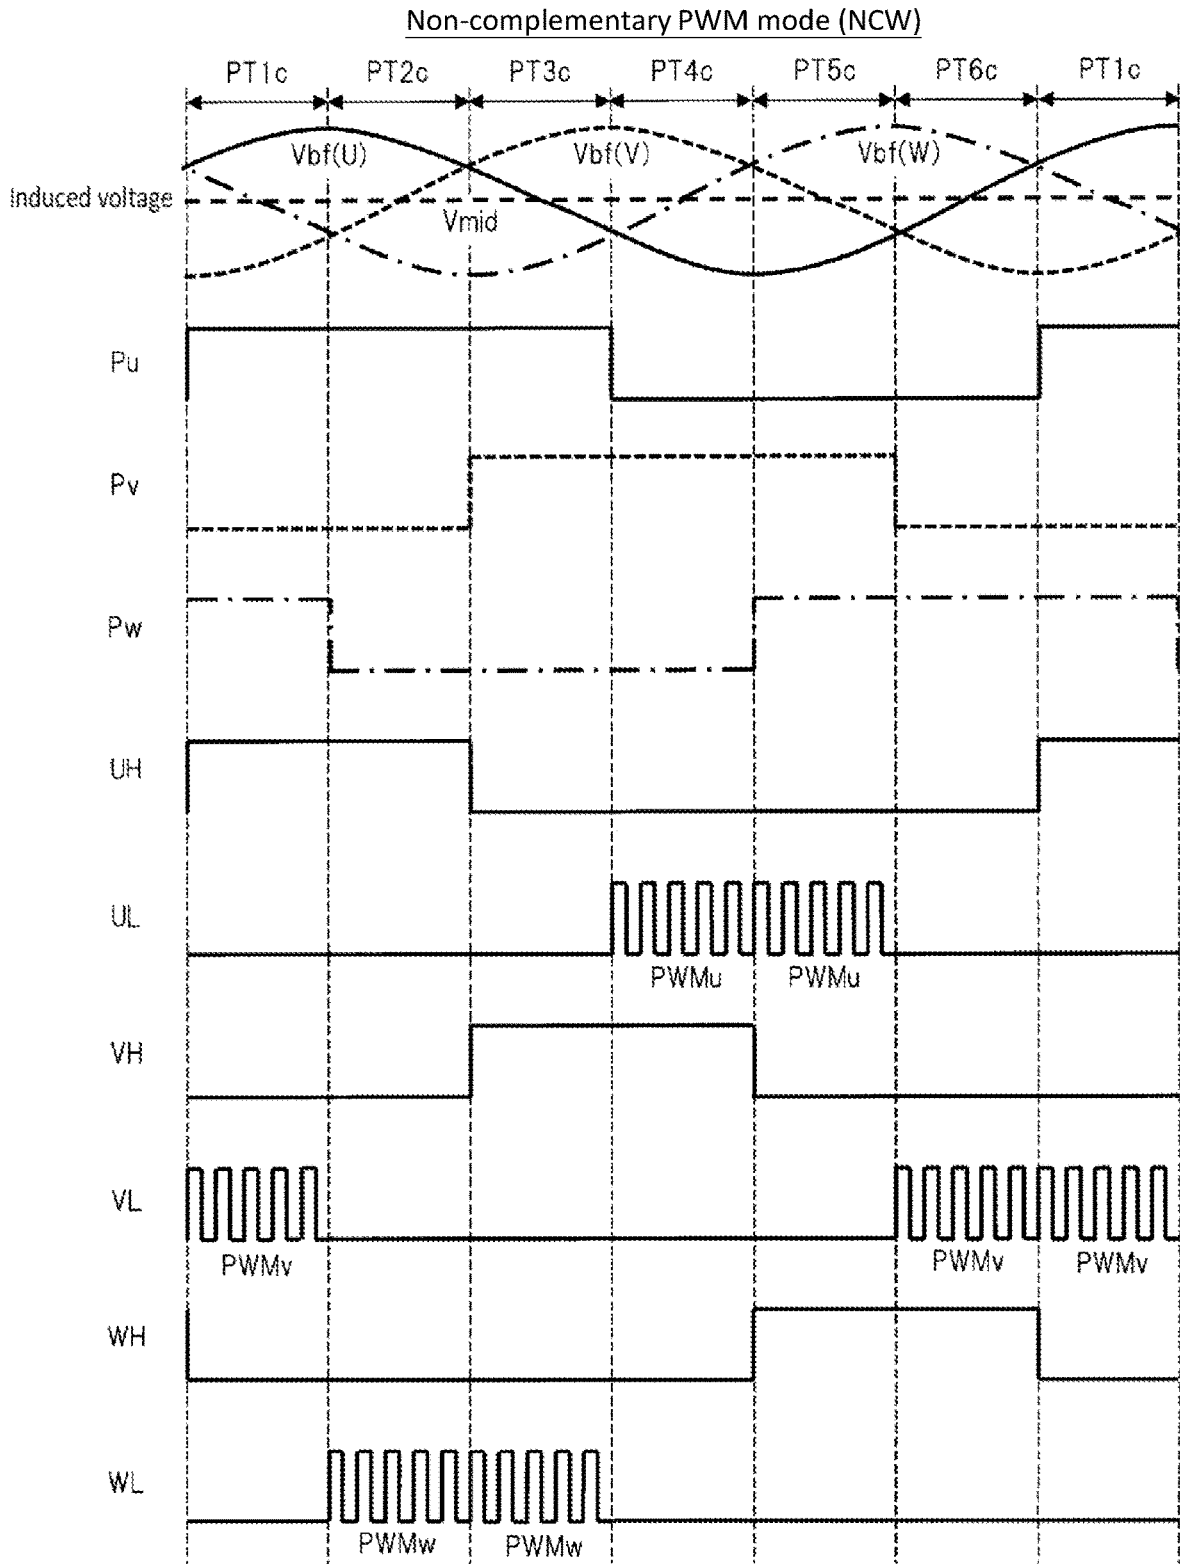 Non-complementary PWM mode (NCW)
PT1c PT2c PT3c PT4c PT5c PT6c PT1c
Vbf(U) Vbf(V) Vbf(W)
Induced voltage
Vmid
Pu
Pv
Pw
UH
UL
PWMu PWMu
VH
VL
PWMv PWMv PWMv
WH
WL
PWMw PWMw